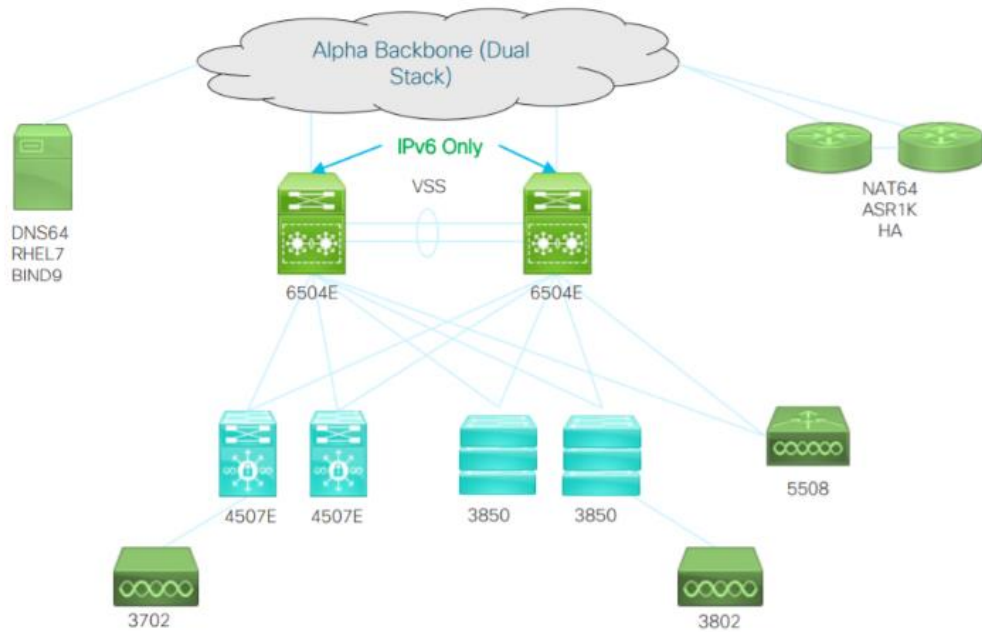 Alpha Backbone (Dual
Stack)
IPv6 Only
VSS
DNS64
RHEL7
BIND9
NAT64
ASR1K
HA
6504E
6504E
4507E
4507E
3850
3850
5508
3702
3802